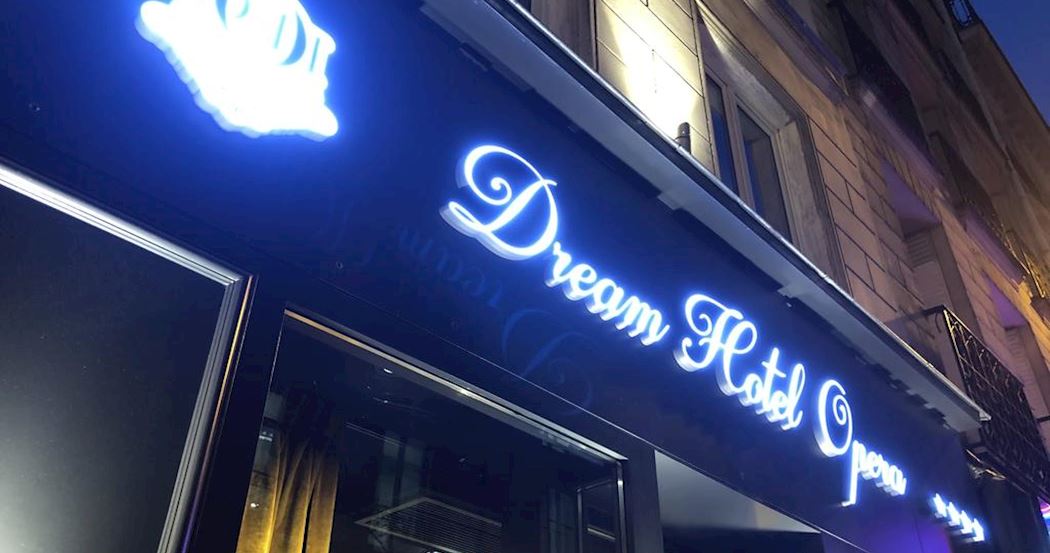 Dream Hotel Opera ****